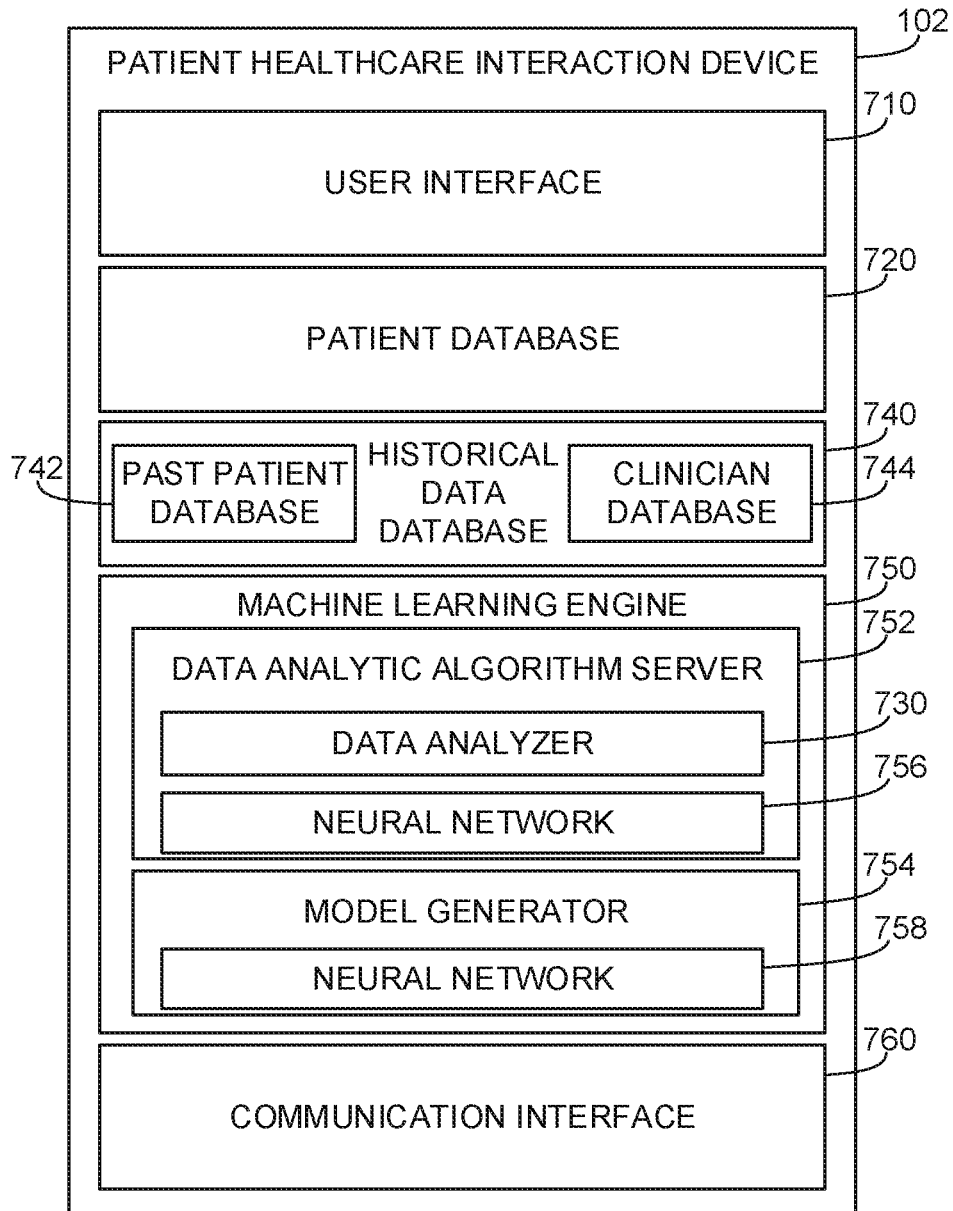 102
PATIENT HEALTHCARE INTERACTION DEVICE
710
USER INTERFACE
720
PATIENT DATABASE
740
742
PAST PATIENT
DATABASE
HISTORICAL
DATA
DATABASE
744
CLINICIAN
DATABASE
750
MACHINE LEARNING ENGINE
752
DATA ANALYTIC ALGORITHM SERVER
730
DATA ANALYZER
756
NEURAL NETWORK
754
MODEL GENERATOR
758
NEURAL NETWORK
760
COMMUNICATION INTERFACE